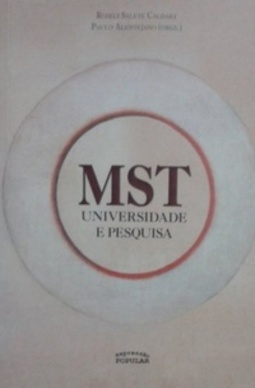 ROSELI SALETE CALDART
PAULO ALENTEJANO (ORGS.)
MST
UNIVERSIDADE
E PESQUISA
EXPRESSÃO
POPULAR